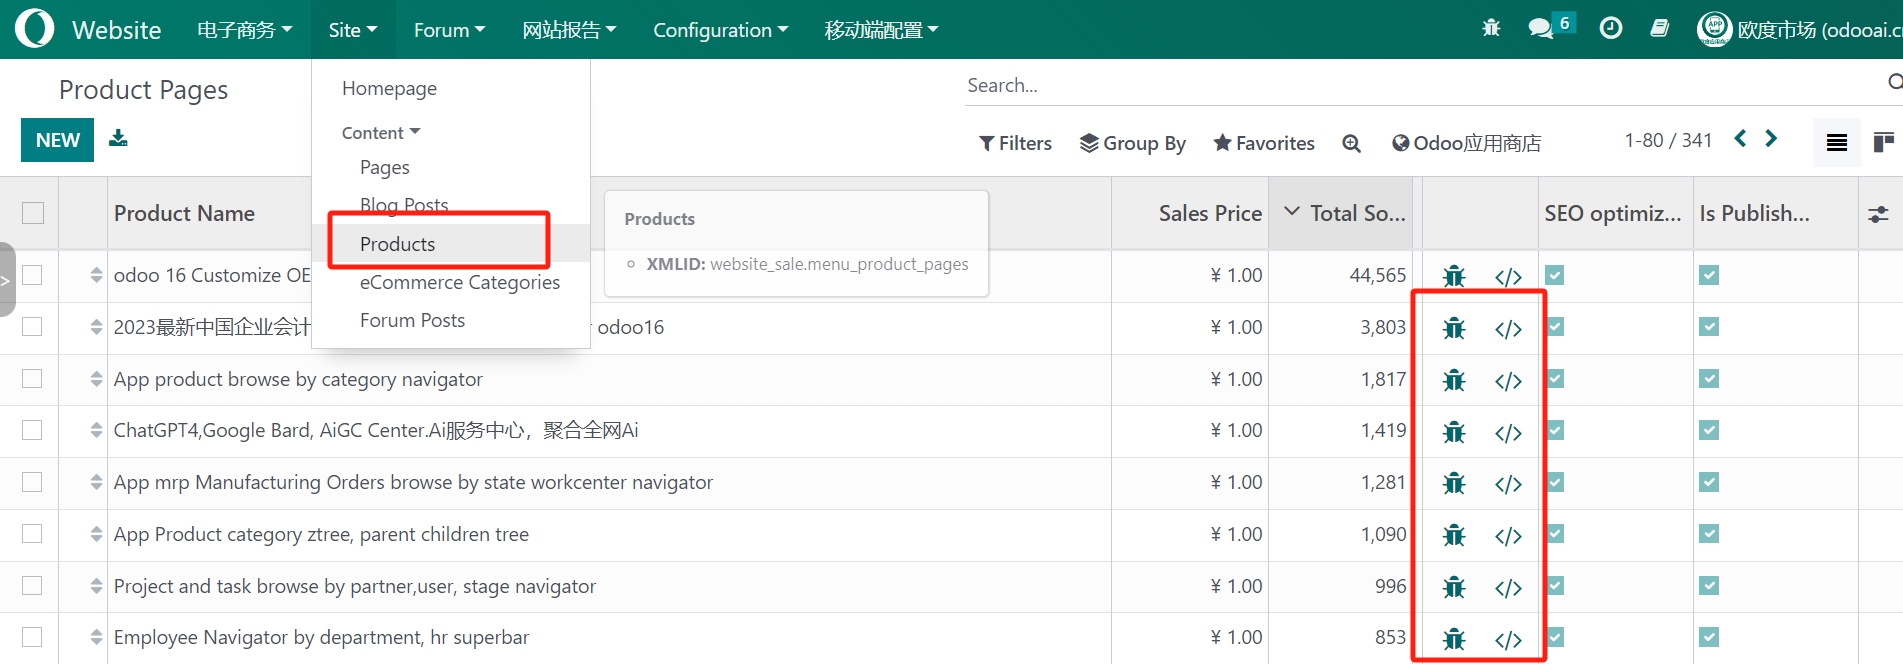 Website 电子商务 Site Forum 网站报告 Configuration 移动端配置 6 欧度市场 (odooai.c
Product Pages
Homepage
Search...
Content
NEW
Filters Group By Favorites Odoo应用商店 1-80 / 341
Pages
Blog Posts
Products
eCommerce Categories
Forum Posts
Products
XMLID: website_sale.menu_product_pages
Product Name Sales Price Total So... SEO optimiz... Is Publish...
odoo 16 Customize OE ¥ 1.00 44,565 </>
2023最新中国企业会计 odoo16 ¥ 1.00 3,803 </>
App product browse by category navigator ¥ 1.00 1,817 </>
ChatGPT4,Google Bard, AiGC Center.Ai服务中心，聚合全网Ai ¥ 1.00 1,419 </>
App mrp Manufacturing Orders browse by state workcenter navigator ¥ 1.00 1,281 </>
App Product category ztree, parent children tree ¥ 1.00 1,090 </>
Project and task browse by partner,user, stage navigator ¥ 1.00 996 </>
Employee Navigator by department, hr superbar ¥ 1.00 853 </>